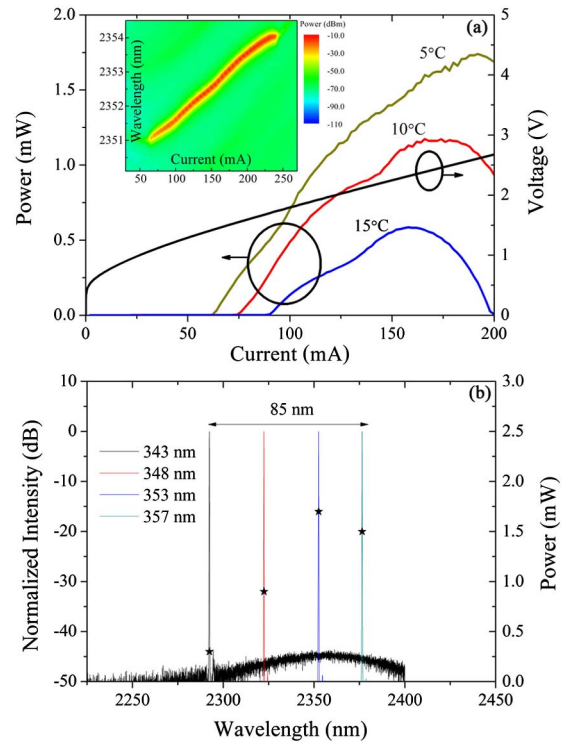 (a)
Power (dBm)
-10.0
-30.0
-50.0
-70.0
-90.0
-110
2354
2353
2352
2351
Wavelength (nm)
Current (mA)
50 100 150 200 250
5°C
10°C
15°C
2.0
1.5
1.0
0.5
0.0
Power (mW)
5
4
3
2
1
0
Voltage (V)
0 50 100 150 200
Current (mA)
(b)
85 nm
343 nm
348 nm
353 nm
357 nm
10
0
-10
-20
-30
-40
-50
Normalized Intensity (dB)
3.0
2.5
2.0
1.5
1.0
0.5
0.0
Power (mW)
2250 2300 2350 2400 2450
Wavelength (nm)